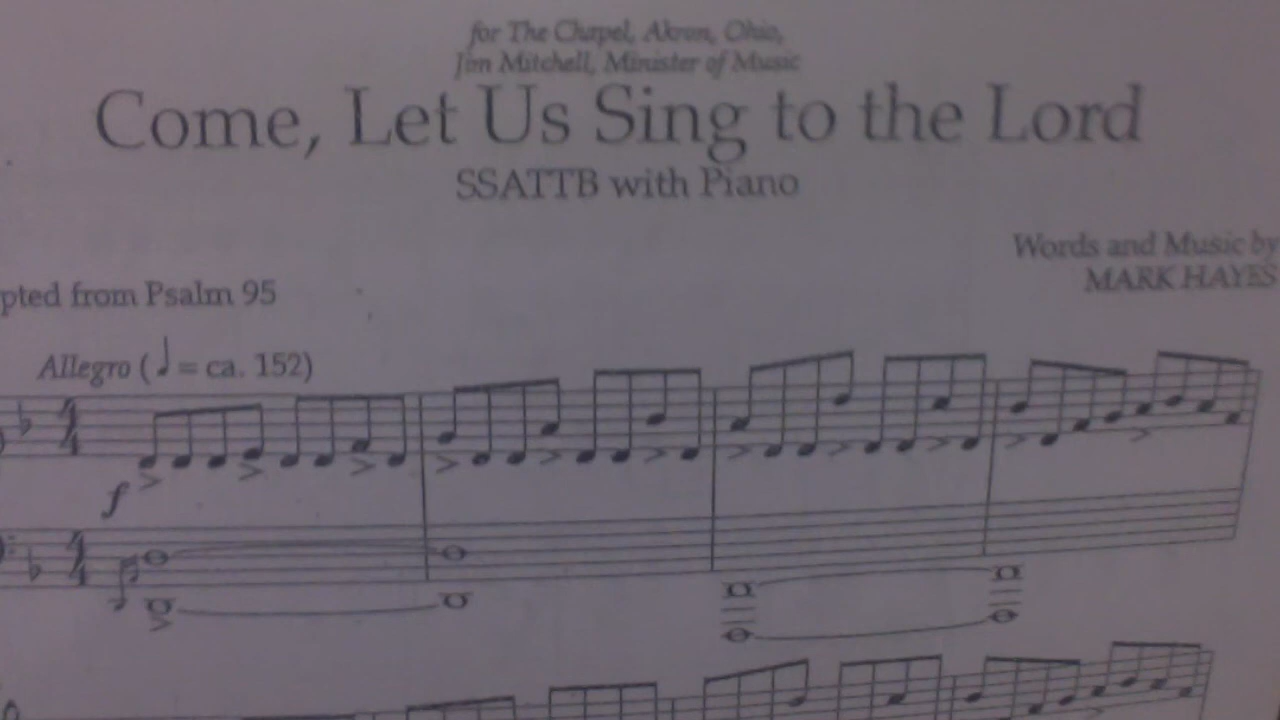 for The Chapel, Akron, Ohio,
Jim Mitchell, Minister of Music
Come, Let Us Sing to the Lord
SSATTB with Piano
Words and Music by
MARK HAYES
pted from Psalm 95
Allegro (♩ = ca. 152)
f